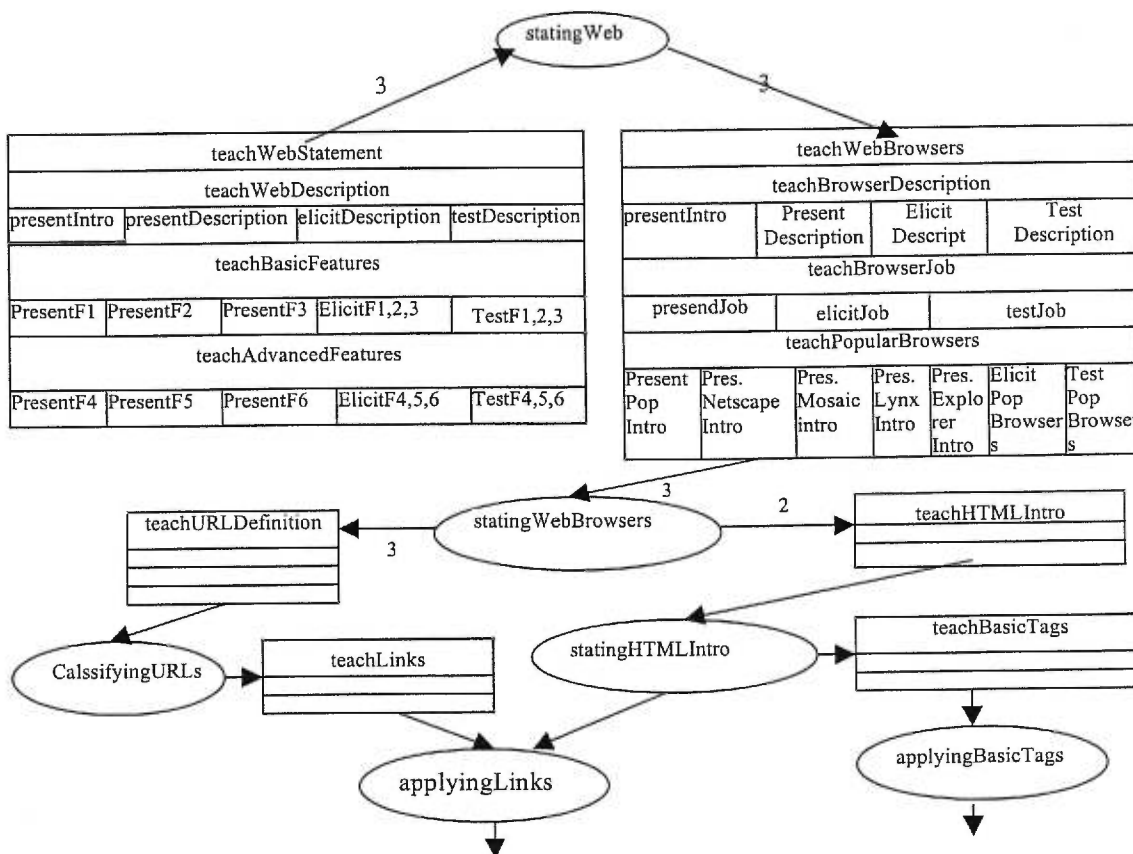 statingWeb
3
3
teachWebStatement
teachWebDescription
presentIntro presentDescription elicitDescription testDescription
teachBasicFeatures
PresentF1 PresentF2 PresentF3 ElicitF1,2,3 TestF1,2,3
teachAdvancedFeatures
PresentF4 PresentF5 PresentF6 ElicitF4,5,6 TestF4,5,6
teachWebBrowsers
teachBrowserDescription
presentIntro
Present
Description
Elicit
Descript
Test
Description
teachBrowserJob
presendJob elicitJob testJob
teachPopularBrowsers
Present
Pop
Intro
Pres.
Netscape
Intro
Pres.
Mosaic
intro
Pres.
Lynx
Intro
Pres.
Explo
rer
Intro
Elicit
Pop
Browser
s
Test
Pop
Browser
s
3
teachURLDefinition
3
statingWebBrowsers
2
teachHTMLIntro
CalssifyingURLs
teachLinks
statingHTMLIntro
teachBasicTags
applyingLinks
applyingBasicTags